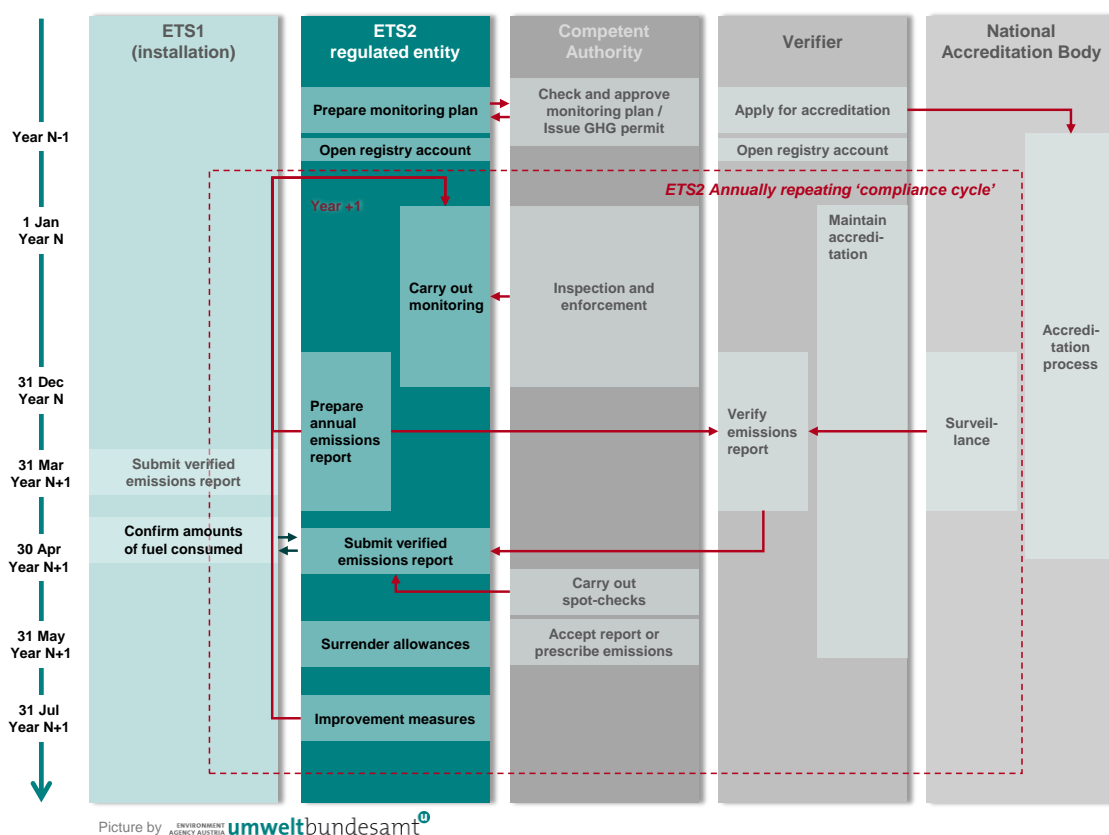 ETS1
(installation)
ETS2
regulated entity
Competent
Authority
Verifier
National
Accreditation Body
Year N-1
Prepare monitoring plan
Check and approve
monitoring plan /
Issue GHG permit
Apply for accreditation
Open registry account
Open registry account
ETS2 Annually repeating ‘compliance cycle’
Year +1
1 Jan
Year N
Maintain
accredi-
tation
Carry out
monitoring
Inspection and
enforcement
Accredi-
tation
process
31 Dec
Year N
Prepare
annual
emissions
report
Verify
emissions
report
Surveil-
lance
31 Mar
Year N+1
Submit verified
emissions report
Confirm amounts
of fuel consumed
30 Apr
Year N+1
Submit verified
emissions report
Carry out
spot-checks
31 May
Year N+1
Surrender allowances
Accept report or
prescribe emissions
31 Jul
Year N+1
Improvement measures
Picture by
ENVIRONMENT
AGENCY AUSTRIA
umweltbundesamt
u